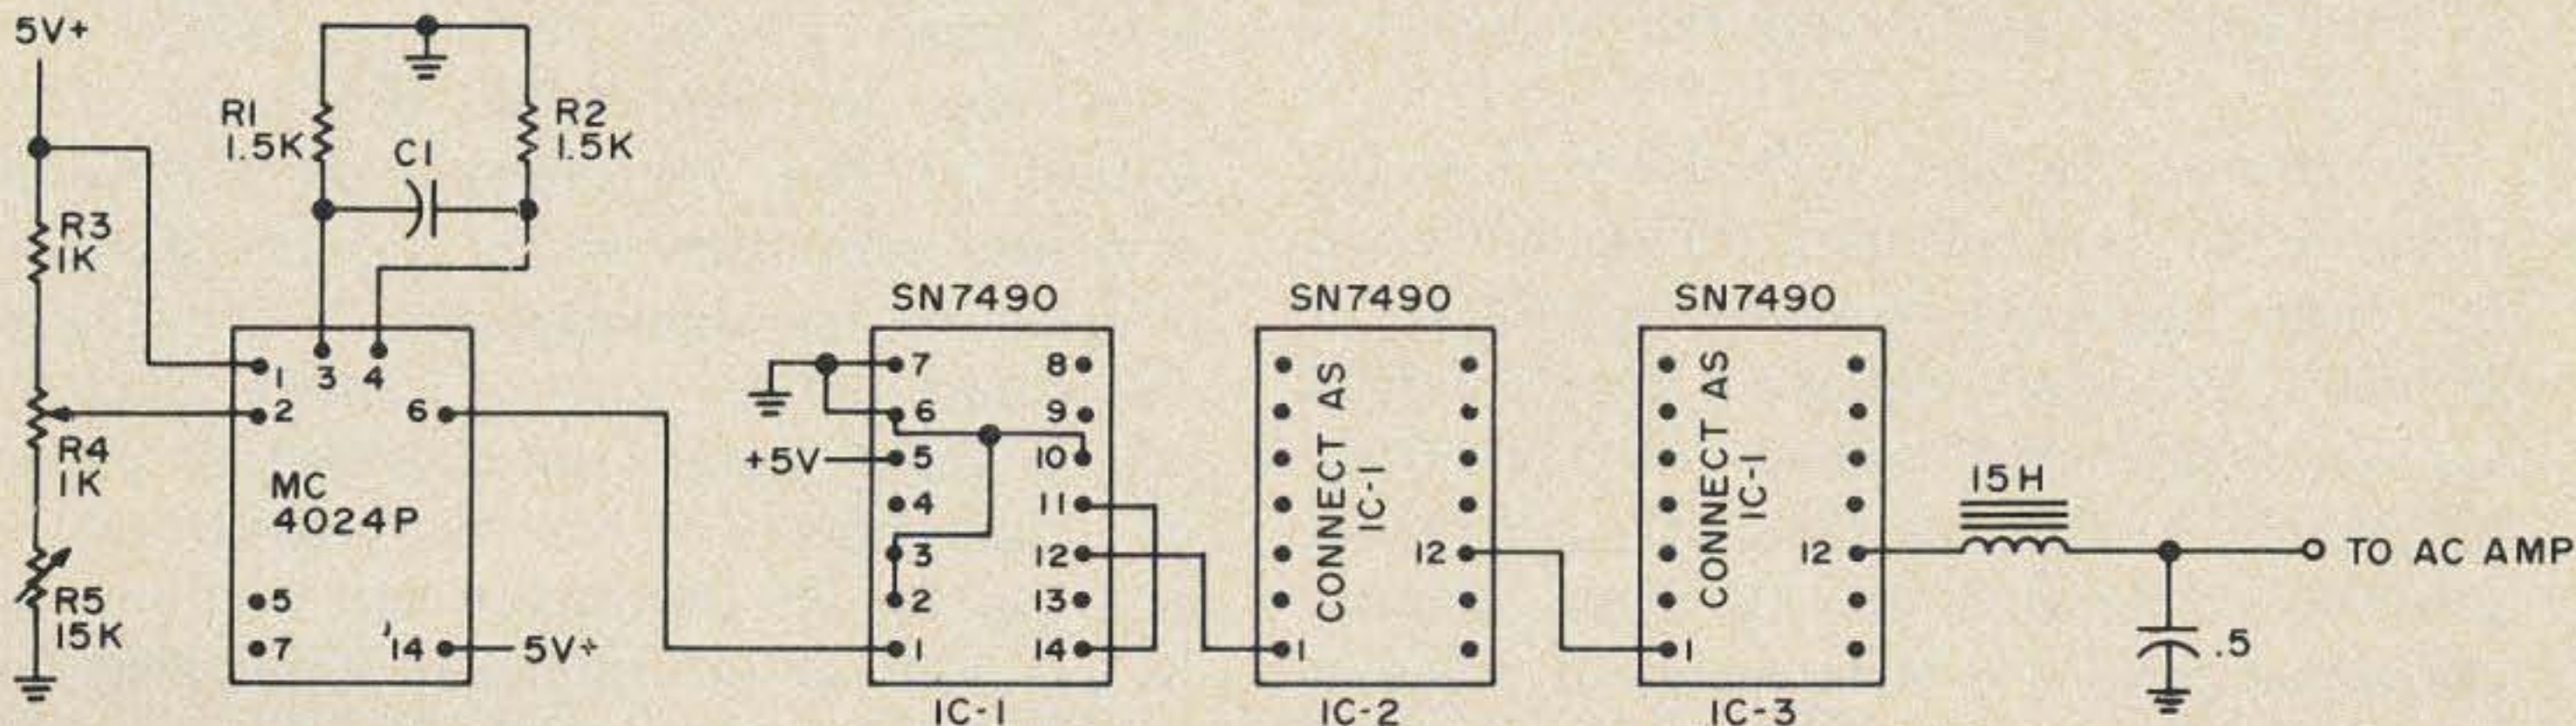 5V+
R1
1.5K
C1
R2
1.5K
R3
1K
R4
1K
R5
15K
1
3
4
2
6
MC
4024P
5
7
14
5V+
SN7490
7
8
6
9
+5V
5
10
4
11
3
12
2
13
1
14
IC-1
SN7490
CONNECT AS
IC-1
12
1
IC-2
SN7490
CONNECT AS
IC-1
12
1
IC-3
15H
TO AC AMP
.5